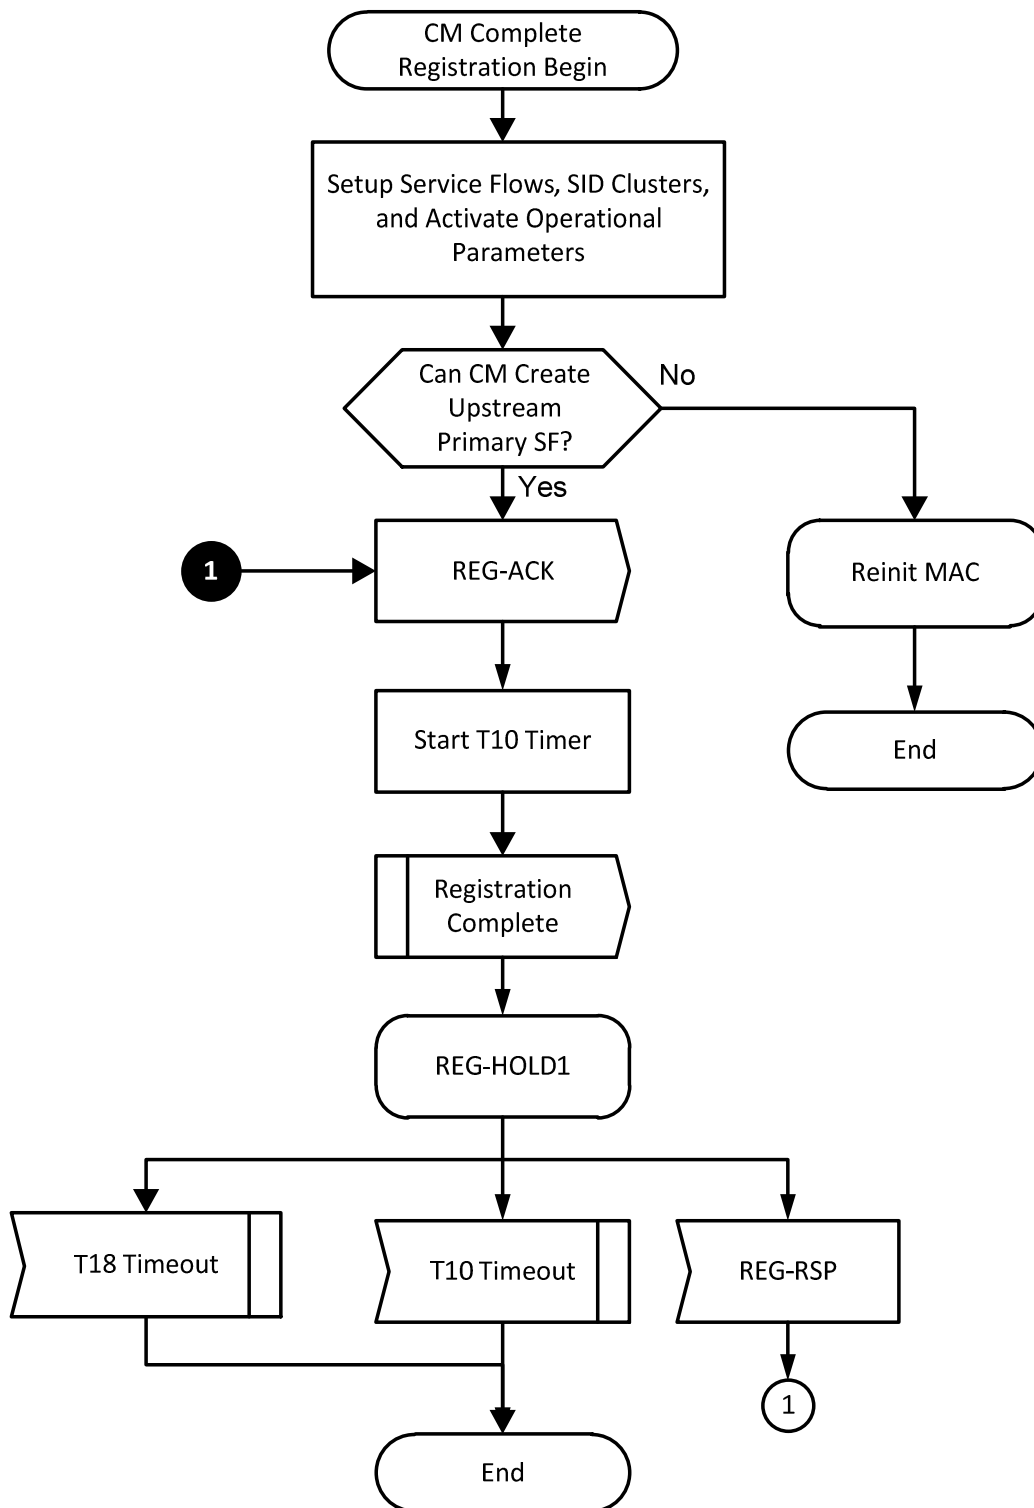 CM Complete
Registration Begin
Setup Service Flows, SID Clusters,
and Activate Operational
Parameters
Can CM Create
Upstream
Primary SF?
No
Yes
1
REG-ACK
Reinit MAC
Start T10 Timer
End
Registration
Complete
REG-HOLD1
T18 Timeout
T10 Timeout
REG-RSP
1
End